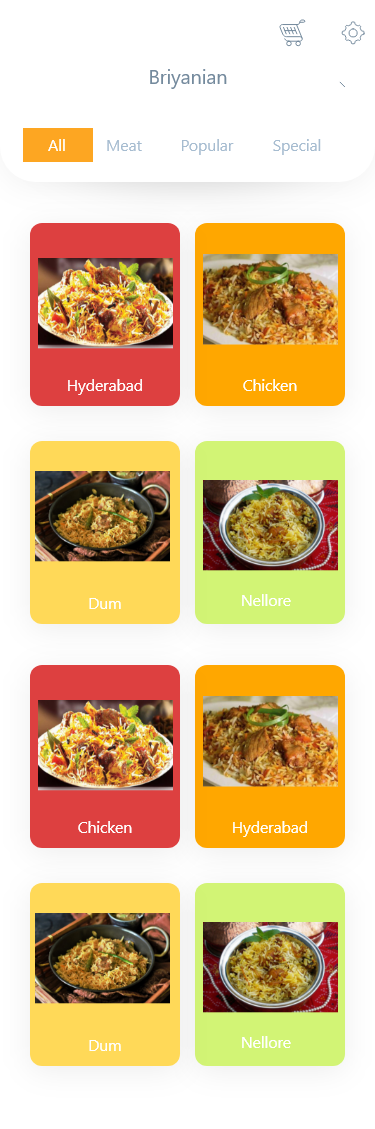 Briyanian
All Meat Popular Special
Hyderabad Chicken
Dum Nellore
Chicken Hyderabad
Dum Nellore